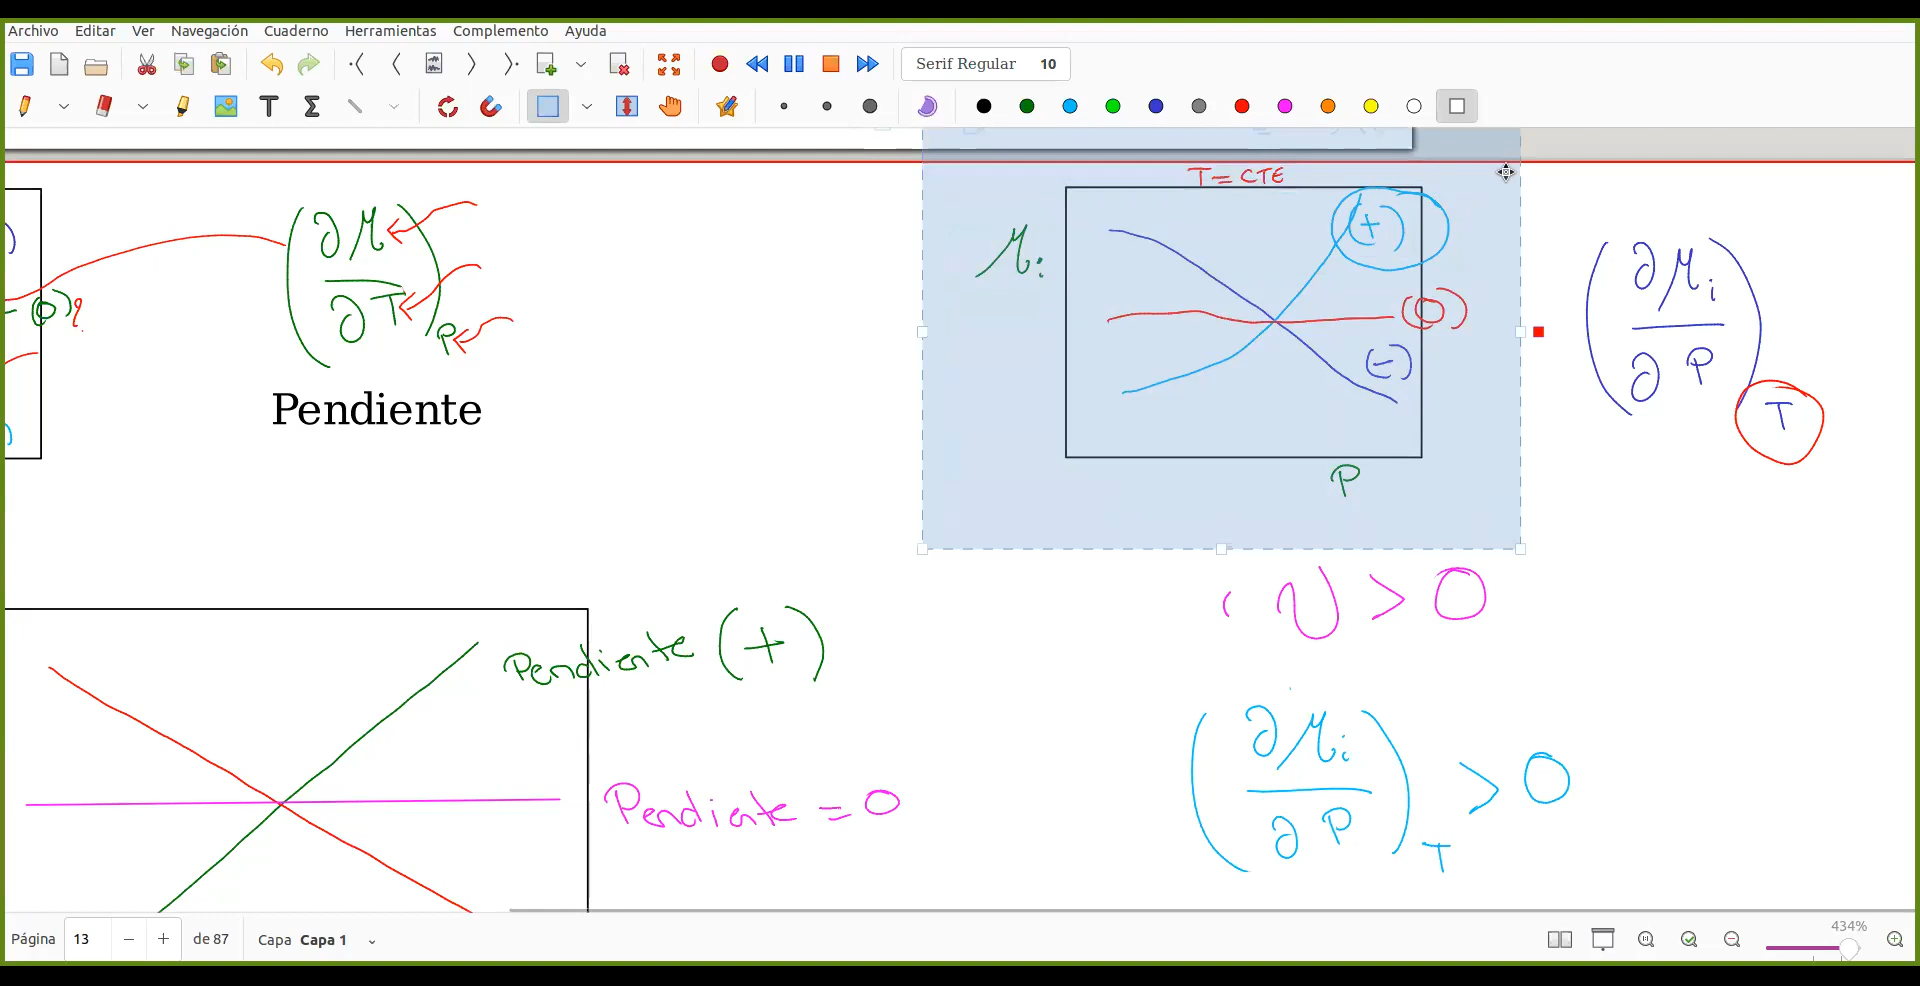 Archivo Editar Ver Navegación Cuaderno Herramientas Complemento Ayuda
Serif Regular 10
T = CTE
(∂μ/∂T)P
μi
(+)
(0)
(-)
P
(∂μi/∂P)T
(0)?
Pendiente
υ > 0
Pendiente (+)
(∂μi/∂P)T > 0
Pendiente = 0
Página 13 − + de 87 Capa Capa 1
434%